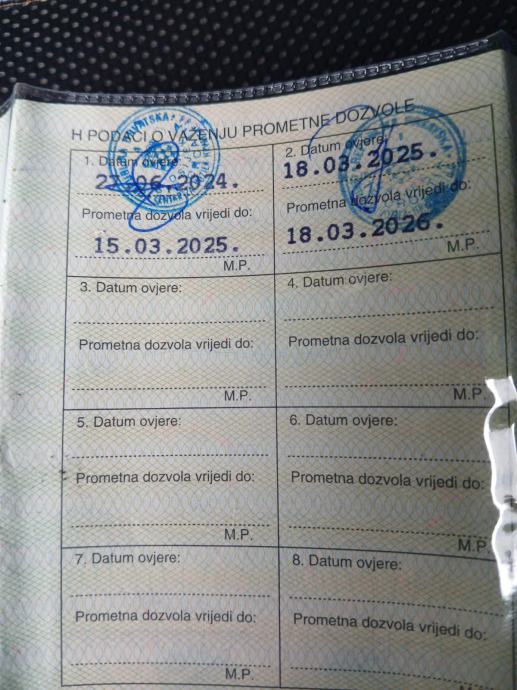 H PODACI O VAŽENJU PROMETNE DOZVOLE
1. Datum ovjere:
27.06.2024.
Prometna dozvola vrijedi do:
15.03.2025.
M.P.
2. Datum ovjere:
18.03.2025.
Prometna dozvola vrijedi do:
18.03.2026.
M.P.
3. Datum ovjere:
Prometna dozvola vrijedi do:
M.P.
4. Datum ovjere:
Prometna dozvola vrijedi do:
M.P.
5. Datum ovjere:
Prometna dozvola vrijedi do:
M.P.
6. Datum ovjere:
Prometna dozvola vrijedi do:
M.P.
7. Datum ovjere:
Prometna dozvola vrijedi do:
M.P.
8. Datum ovjere:
Prometna dozvola vrijedi do: